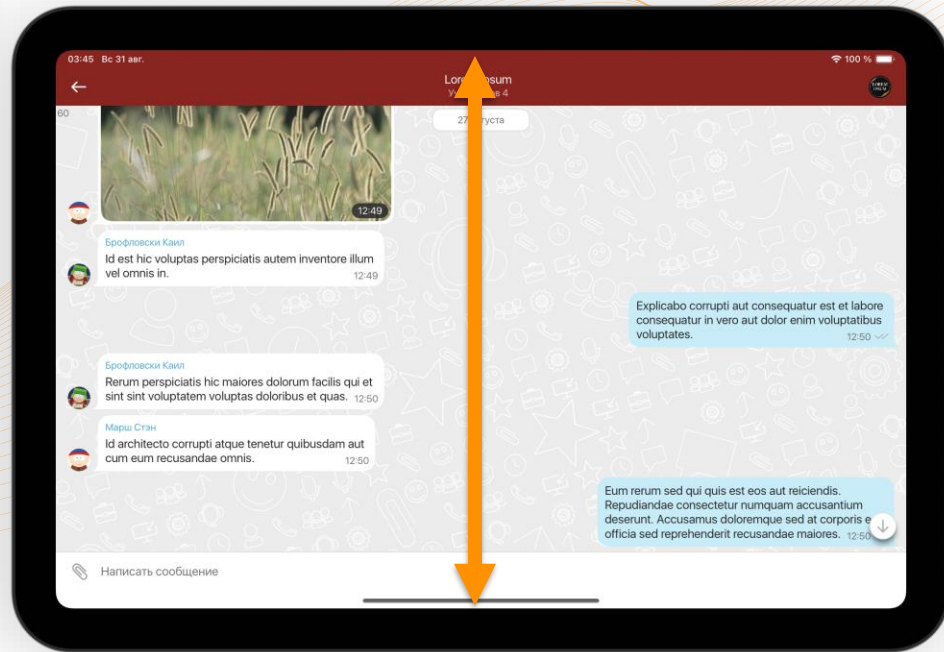 03:45 Вс 31 авг.
100 %
60
12:49
Брофловски Каил
Id est hic voluptas perspiciatis autem inventore illum
vel omnis in.
12:49
Explicabo corrupti aut consequatur est et labore
consequatur in vero aut dolor enim voluptatibus
voluptates.
12:50
Брофловски Каил
Rerum perspiciatis hic maiores dolorum facilis qui et
sint sint voluptatem voluptas doloribus et quas. 12:50
Марш Стэн
Id architecto corrupti atque tenetur quibusdam aut
cum eum recusandae omnis.
12:50
Eum rerum sed qui quis est eos aut reiciendis.
Repudiandae consectetur numquam accusantium
deserunt. Accusamus doloremque sed at corporis
officia sed reprehenderit recusandae maiores. 12:50
Написать сообщение